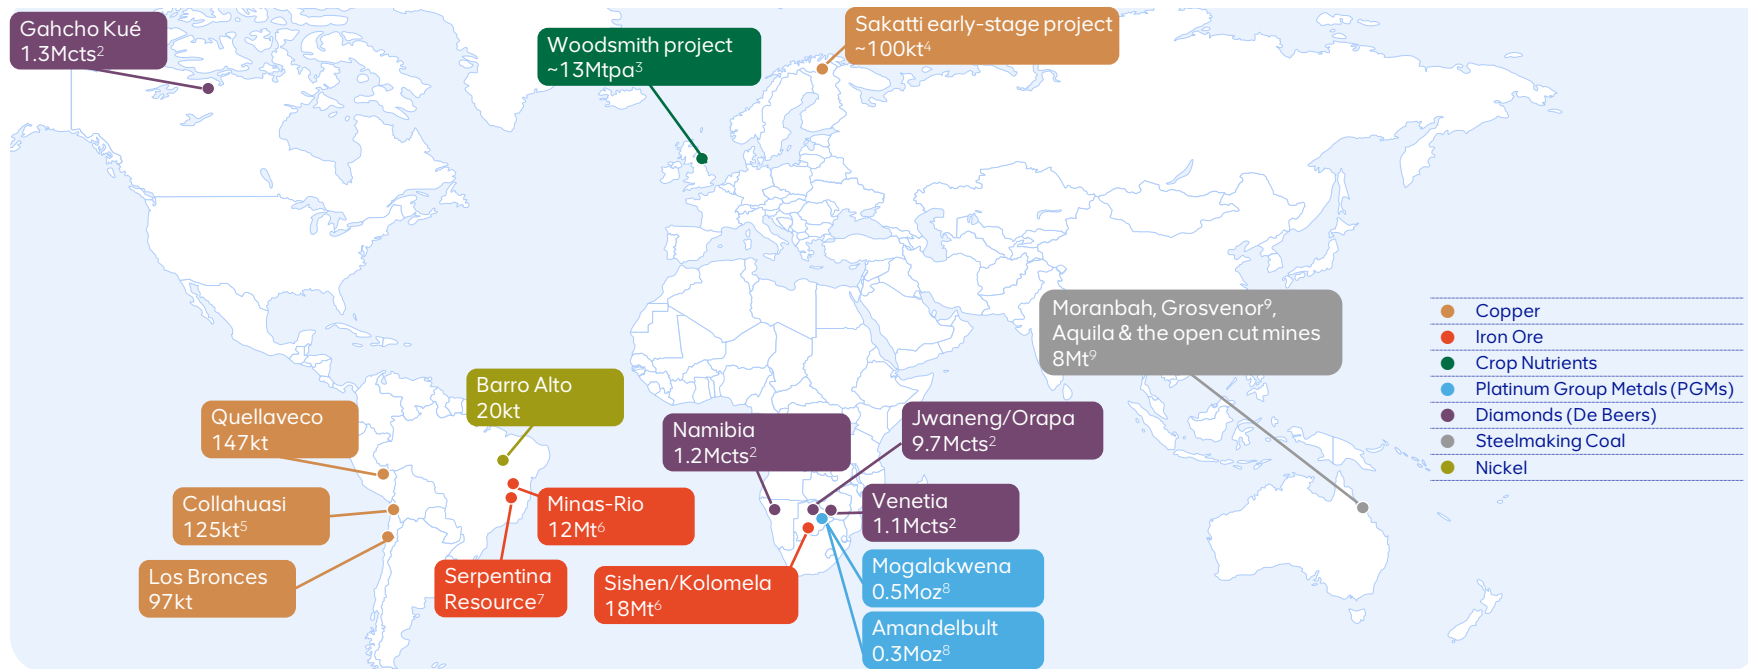 Gahcho Kué
1.3Mcts²
Woodsmith project
~13Mtpa³
Sakatti early-stage project
~100kt⁴
Moranbah, Grosvenor⁹,
Aquila & the open cut mines
8Mt⁹
Copper
Iron Ore
Crop Nutrients
Platinum Group Metals (PGMs)
Diamonds (De Beers)
Steelmaking Coal
Nickel
Barro Alto
20kt
Quellaveco
147kt
Namibia
1.2Mcts²
Jwaneng/Orapa
9.7Mcts²
Collahuasi
125kt⁵
Minas-Rio
12Mt⁶
Venetia
1.1Mcts²
Los Bronces
97kt
Serpentina
Resource⁷
Sishen/Kolomela
18Mt⁶
Mogalakwena
0.5Moz⁸
Amandelbult
0.3Moz⁸